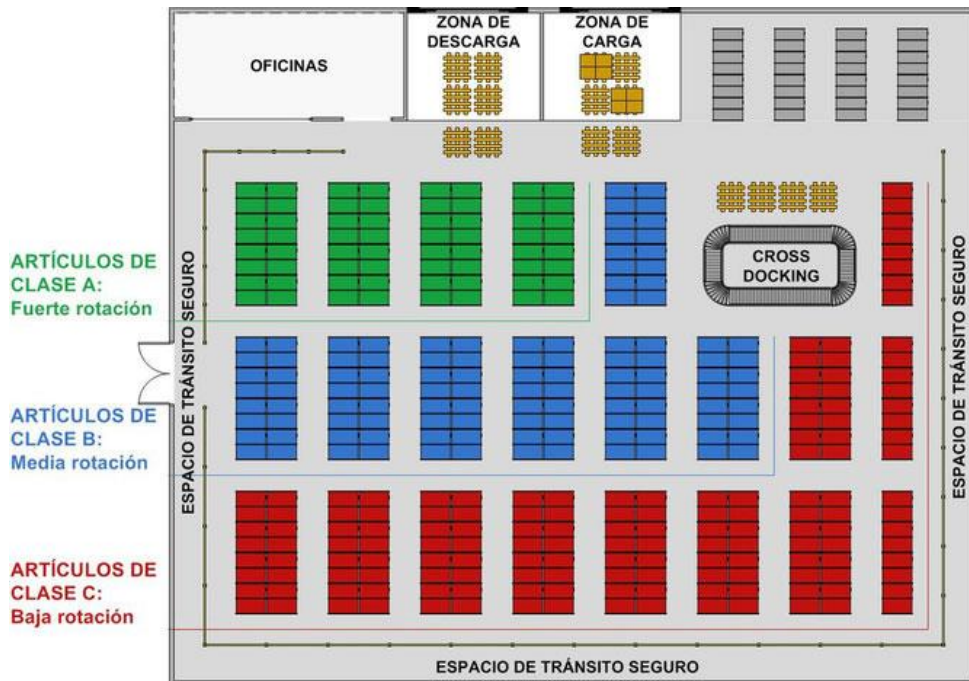 OFICINAS
ZONA DE
DESCARGA
ZONA DE
CARGA
CROSS
DOCKING
ARTÍCULOS DE
CLASE A:
Fuerte rotación
ARTÍCULOS DE
CLASE B:
Media rotación
ARTÍCULOS DE
CLASE C:
Baja rotación
ESPACIO DE TRÁNSITO SEGURO
ESPACIO DE TRÁNSITO SEGURO
ESPACIO DE TRÁNSITO SEGURO